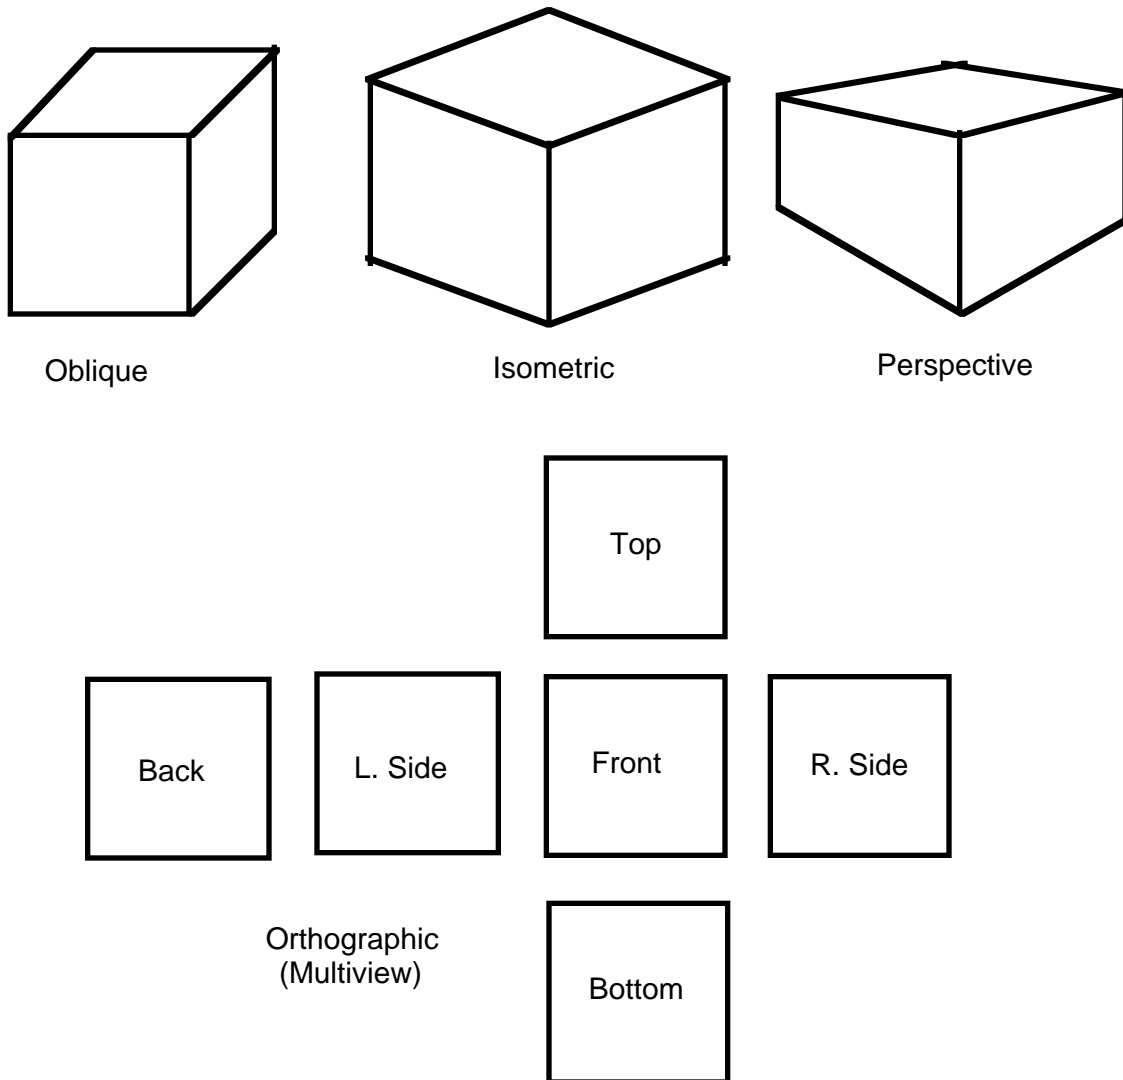 Oblique
Isometric
Perspective
Top
Back
L. Side
Front
R. Side
Orthographic
(Multiview)
Bottom